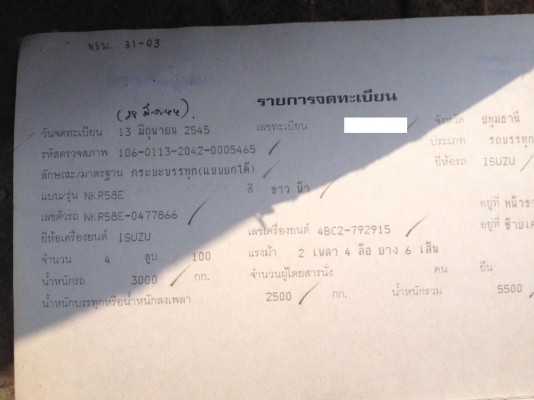 ขธม. 31-03
(28 มี.ค. 44)
รายการจดทะเบียน
วันจดทะเบียน 13 มิถุนายน 2545 เลขทะเบียน จังหวัด ปทุมธานี
รหัสตรวจสภาพ 106-0113-2042-0005465 ประเภท รถบรรทุก
ลักษณะ/มาตรฐาน กระบะบรรทุก(แบบยกได้) ยี่ห้อรถ ISUZU
แบบ/รุ่น NKR58E สี ขาว น้ำ
เลขตัวรถ NKR58E-0477866 อยู่ที่
ยี่ห้อเครื่องยนต์ ISUZU เลขเครื่องยนต์ 4BC2-792915 อยู่ที่
จำนวน 4 สูบ 100 แรงม้า 2 เพลา 4 ล้อ ยาง 6 เส้น
น้ำหนักรถ 3000 กก. จำนวนผู้โดยสารนั่ง คน ยืน
น้ำหนักบรรทุกหรือน้ำหนักลงเพลา 2500 กก. น้ำหนักรวม 5500